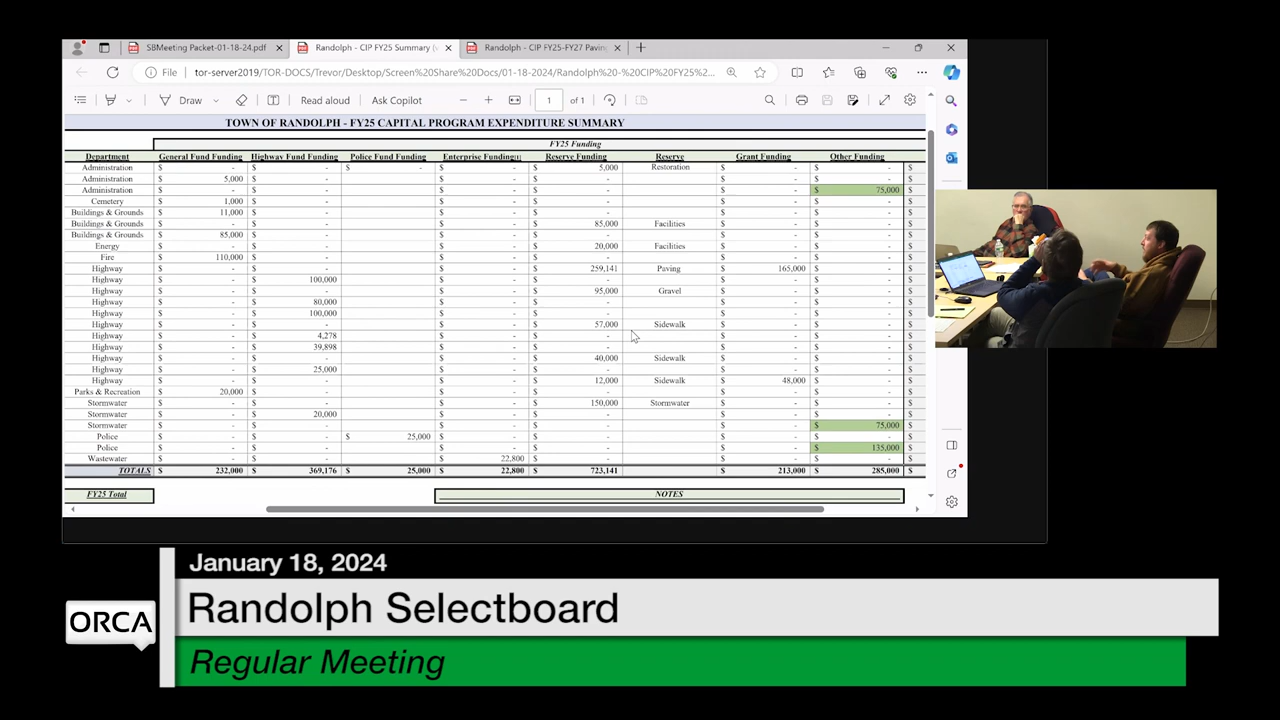 SBMeeting Packet-01-18-24.pdf
Randolph - CIP FY25 Summary (
Randolph - CIP FY25-FY27 Pavin
File tor-server2019/TOR-DOCS/Trevor/Desktop/Screen%20Share%20Docs/01-18-2024/Randolph%20-%20CIP%20FY25%...
Draw Read aloud Ask Copilot 1 of 1
TOWN OF RANDOLPH - FY25 CAPITAL PROGRAM EXPENDITURE SUMMARY
FY25 Funding
Department General Fund Funding Highway Fund Funding Police Fund Funding Enterprise Funding[1] Reserve Funding Reserve Grant Funding Other Funding
Administration $ - $ - $ - $ - $ 5,000 Restoration $ - $ - $
Administration $ 5,000 $ - $ - $ - $ - $ - $
Administration $ - $ - $ - $ - $ - $ 75,000 $
Cemetery $ 1,000 $ - $ - $ - $ - $ - $
Buildings & Grounds $ 11,000 $ - $ - $ - $ - $ - $
Buildings & Grounds $ - $ - $ - $ 85,000 Facilities $ - $ - $
Buildings & Grounds $ 85,000 $ - $ - $ - $ - $ - $
Energy $ - $ - $ - $ 20,000 Facilities $ - $ - $
Fire $ 110,000 $ - $ - $ - $ - $ - $
Highway $ - $ - $ - $ 259,141 Paving $ 165,000 $ - $
Highway $ - $ 100,000 $ - $ - $ - $ - $
Highway $ - $ - $ - $ 95,000 Gravel $ - $ - $
Highway $ - $ 80,000 $ - $ - $ - $ - $
Highway $ - $ 100,000 $ - $ - $ - $ - $
Highway $ - $ - $ - $ 57,000 Sidewalk $ - $ - $
Highway $ - $ 4,278 $ - $ - $ - $ - $
Highway $ - $ 39,898 $ - $ - $ - $ - $
Highway $ - $ - $ - $ 40,000 Sidewalk $ - $ - $
Highway $ - $ 25,000 $ - $ - $ - $ - $
Highway $ - $ - $ - $ 12,000 Sidewalk $ 48,000 $ - $
Parks & Recreation $ 20,000 $ - $ - $ - $ - $ - $
Stormwater $ - $ - $ - $ 150,000 Stormwater $ - $ - $
Stormwater $ - $ 20,000 $ - $ - $ - $ - $
Stormwater $ - $ - $ - $ - $ - $ 75,000 $
Police $ - $ - $ 25,000 $ - $ - $ - $ - $
Police $ - $ - $ - $ - $ - $ 135,000 $
Wastewater $ - $ - $ 22,800 $ - $ - $ - $
TOTALS $ 232,000 $ 369,176 $ 25,000 $ 22,800 $ 723,141 $ 213,000 $ 285,000 $
FY25 Total NOTES
January 18, 2024
ORCA
Randolph Selectboard
Regular Meeting